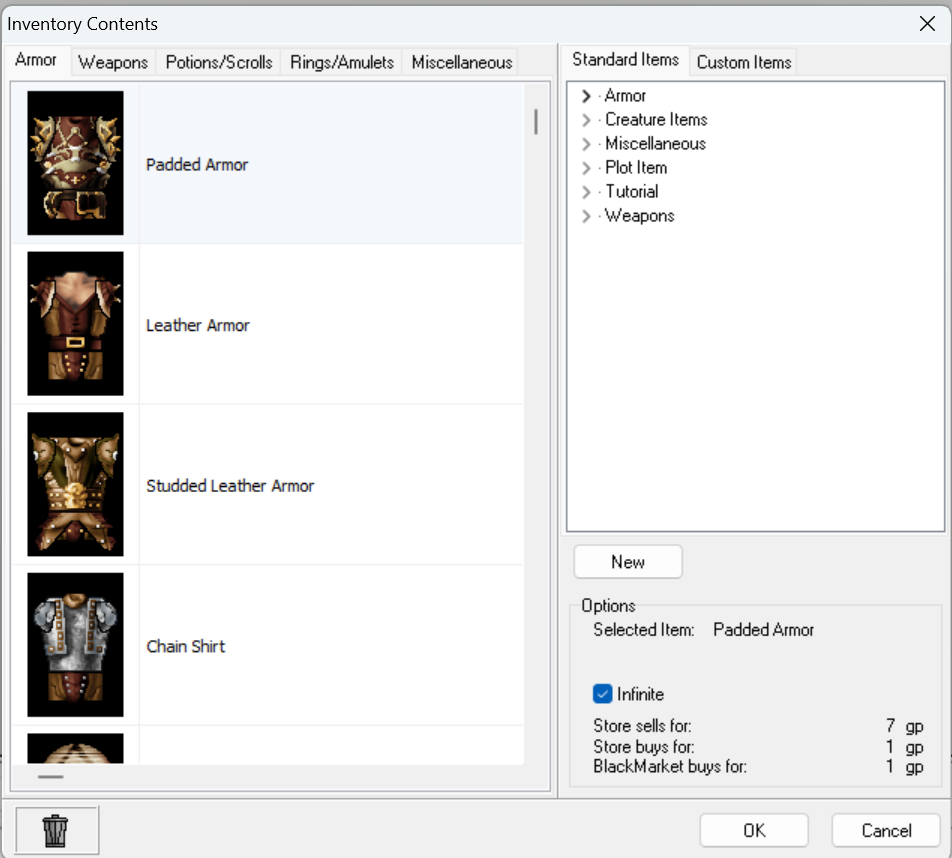 Inventory Contents
Armor Weapons Potions/Scrolls Rings/Amulets Miscellaneous
Padded Armor
Leather Armor
Studded Leather Armor
Chain Shirt
Standard Items Custom Items
Armor
Creature Items
Miscellaneous
Plot Item
Tutorial
Weapons
New
Options
Selected Item: Padded Armor
Infinite
Store sells for: 7 gp
Store buys for: 1 gp
BlackMarket buys for: 1 gp
OK Cancel